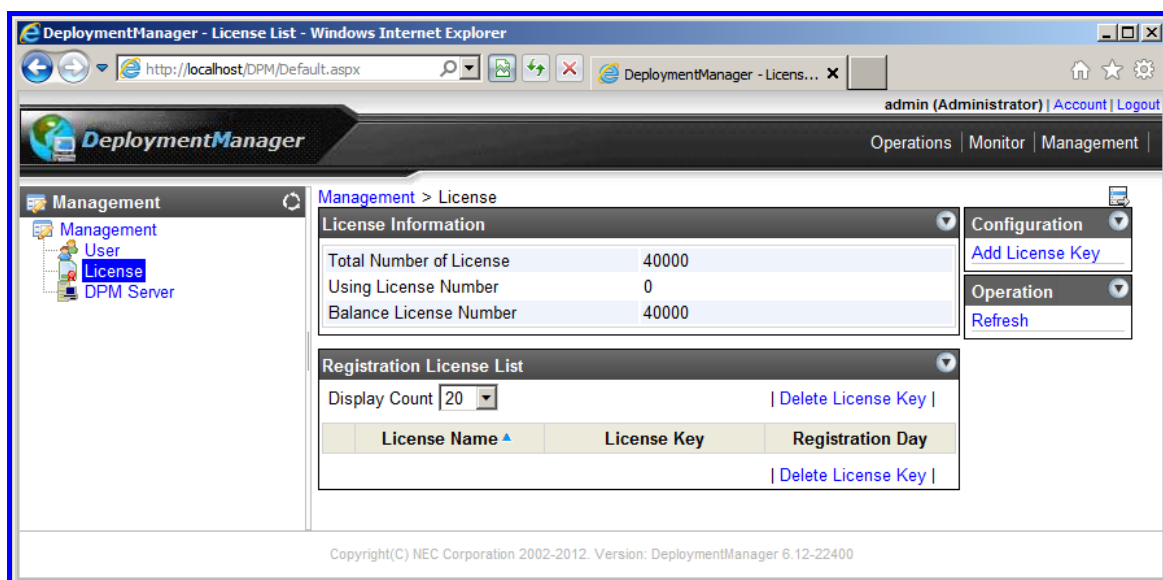 DeploymentManager - License List - Windows Internet Explorer
http://localhost/DPM/Default.aspx
DeploymentManager - Licens...
admin (Administrator) | Account | Logout
DeploymentManager
Operations | Monitor | Management |
Management
Management
User
License
DPM Server
Management > License
License Information
Total Number of License 40000
Using License Number 0
Balance License Number 40000
Registration License List
Display Count 20 | Delete License Key |
License Name License Key Registration Day
| Delete License Key |
Configuration
Add License Key
Operation
Refresh
Copyright(C) NEC Corporation 2002-2012. Version: DeploymentManager 6.12-22400